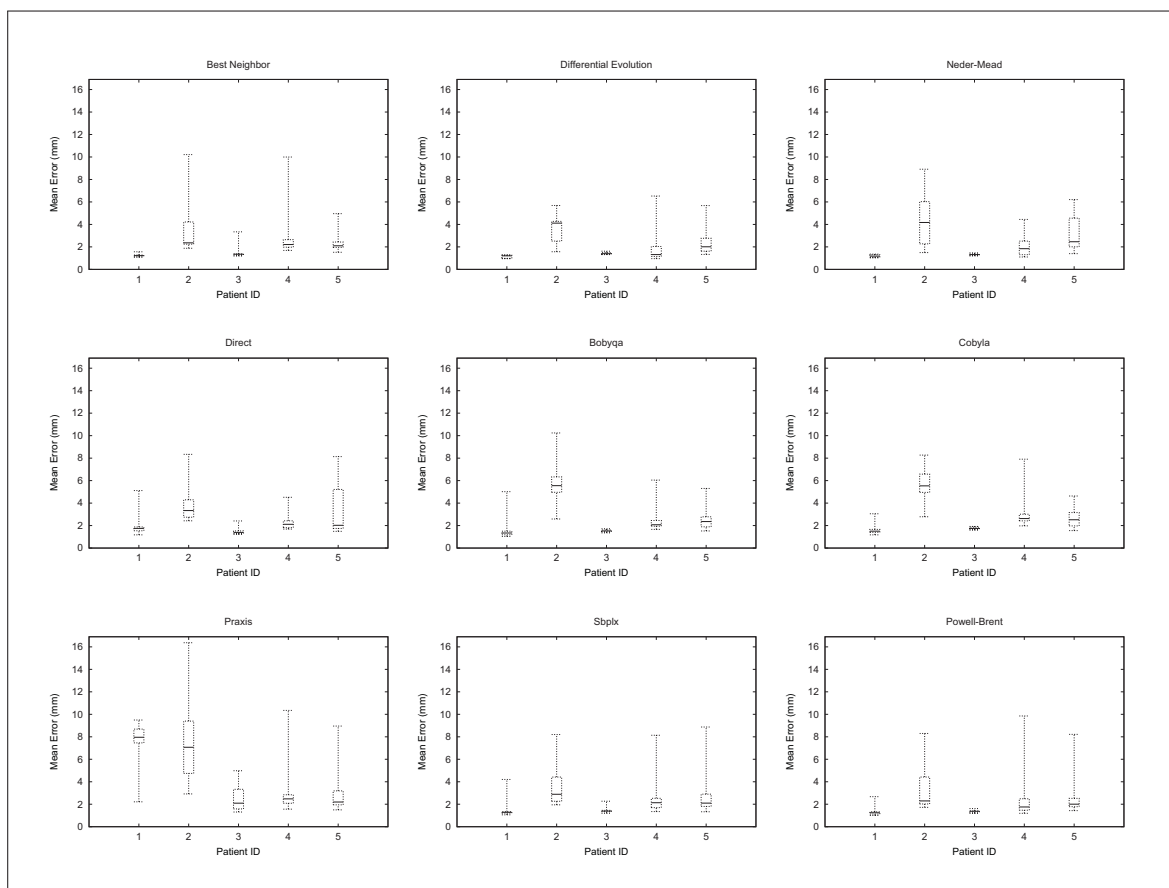 Best Neighbor
Differential Evolution
Neder-Mead
16
14
12
10
8
6
4
2
0
Mean Error (mm)
1 2 3 4 5
Patient ID
16
14
12
10
8
6
4
2
0
Mean Error (mm)
1 2 3 4 5
Patient ID
16
14
12
10
8
6
4
2
0
Mean Error (mm)
1 2 3 4 5
Patient ID
Direct
Bobyqa
Cobyla
16
14
12
10
8
6
4
2
0
Mean Error (mm)
1 2 3 4 5
Patient ID
16
14
12
10
8
6
4
2
0
Mean Error (mm)
1 2 3 4 5
Patient ID
16
14
12
10
8
6
4
2
0
Mean Error (mm)
1 2 3 4 5
Patient ID
Praxis
Sbplx
Powell-Brent
16
14
12
10
8
6
4
2
0
Mean Error (mm)
1 2 3 4 5
Patient ID
16
14
12
10
8
6
4
2
0
Mean Error (mm)
1 2 3 4 5
Patient ID
16
14
12
10
8
6
4
2
0
Mean Error (mm)
1 2 3 4 5
Patient ID